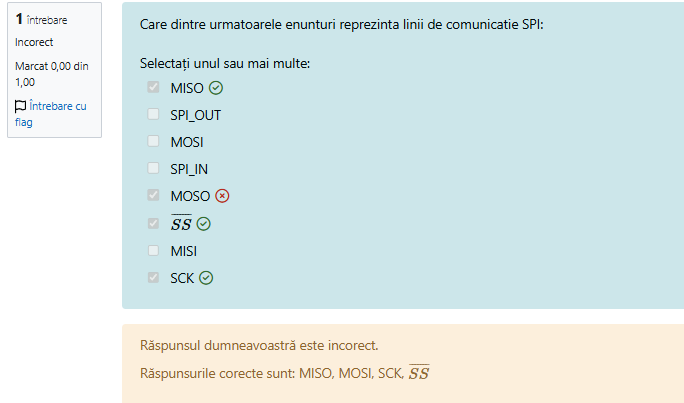 1 întrebare
Incorect
Marcat 0,00 din
1,00
Întrebare cu
flag
Care dintre urmatoarele enunturi reprezinta linii de comunicatie SPI:
Selectați unul sau mai multe:
MISO
SPI_OUT
MOSI
SPI_IN
MOSO
S̅S̅
MISI
SCK
Răspunsul dumneavoastră este incorect.
Răspunsurile corecte sunt: MISO, MOSI, SCK, S̅S̅